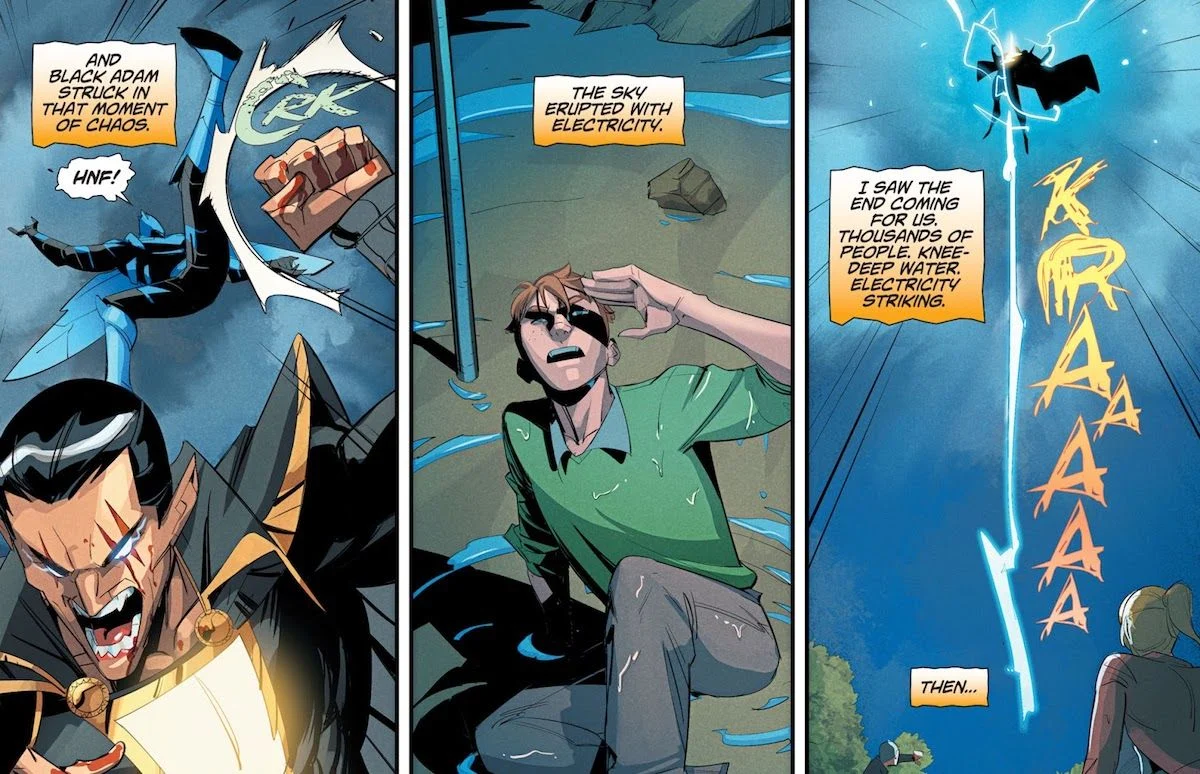 AND
BLACK ADAM
STRUCK IN
THAT MOMENT
OF CHAOS.
HNF!
KRK
THE SKY
ERUPTED WITH
ELECTRICITY.
I SAW THE
END COMING
FOR US.
THOUSANDS OF
PEOPLE. KNEE-
DEEP WATER.
ELECTRICITY
STRIKING.
KRAAAAAA
THEN...